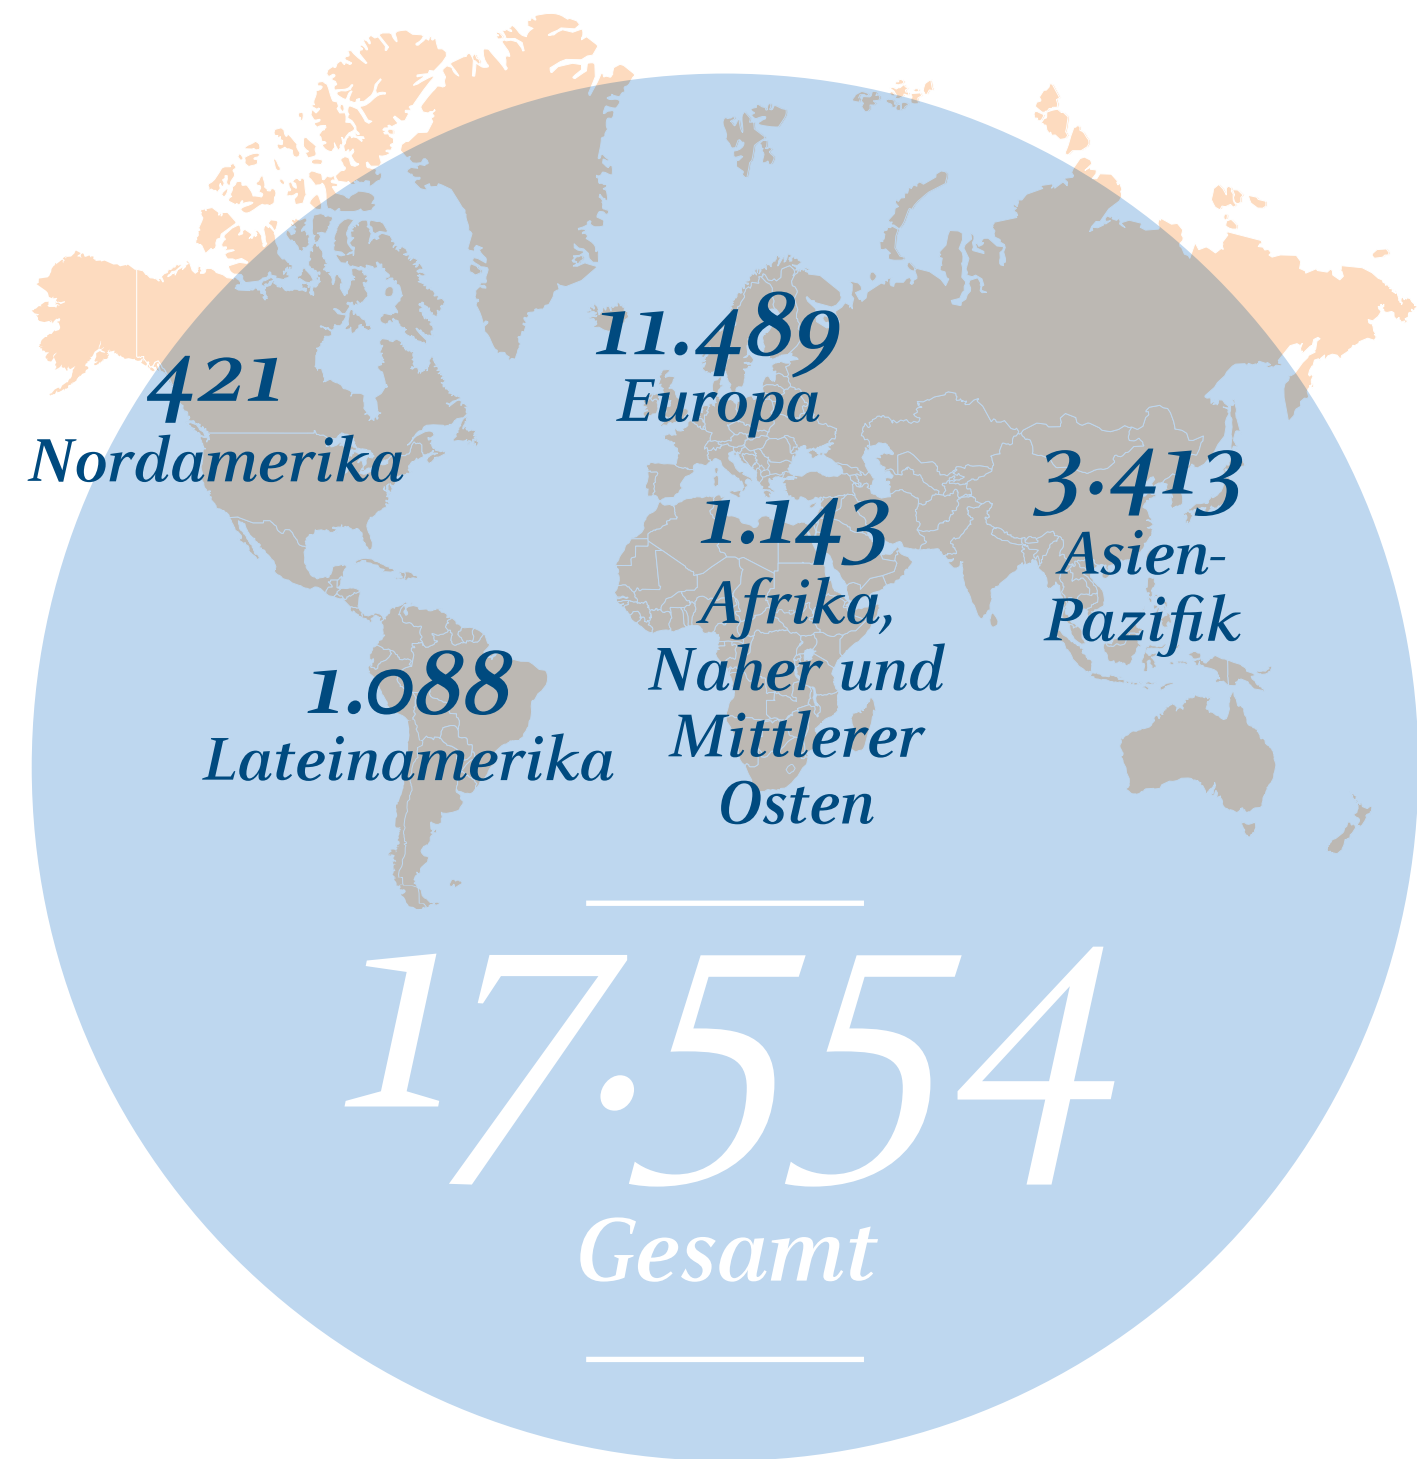 421
Nordamerika
11.489
Europa
3.413
Asien-
Pazifik
1.143
Afrika,
Naher und
Mittlerer
Osten
1.088
Lateinamerika
17.554
Gesamt